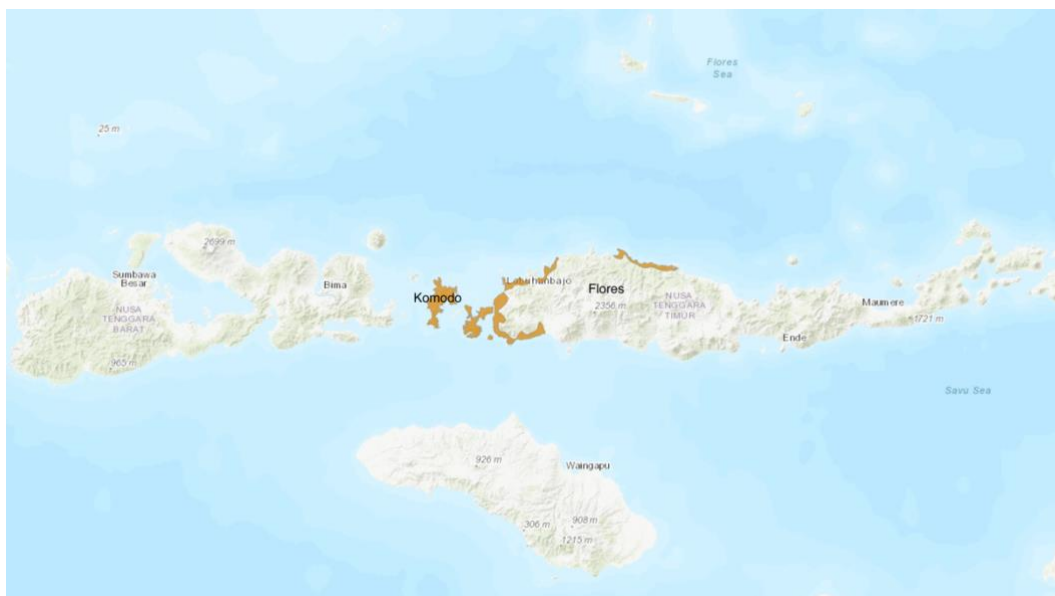 Flores
Sea
25 m
2699 m
Sumbawa
Besar
Bima
Labuhanbajo
Komodo
Flores
NUSA
TENGGARA
BARAT
NUSA
TENGGARA
TIMUR
2356 m
Maumere
1721 m
Ende
965 m
Savu Sea
926 m
Waingapu
306 m
908 m
1215 m